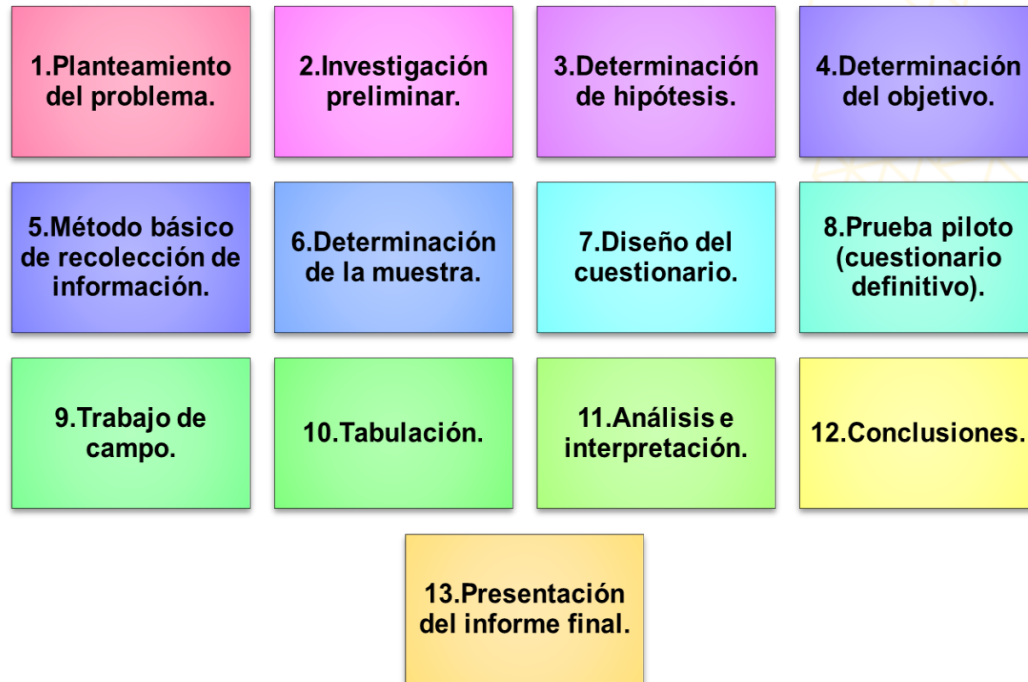 1.Planteamiento
del problema.
2.Investigación
preliminar.
3.Determinación
de hipótesis.
4.Determinación
del objetivo.
5.Método básico
de recolección de
información.
6.Determinación
de la muestra.
7.Diseño del
cuestionario.
8.Prueba piloto
(cuestionario
definitivo).
9.Trabajo de
campo.
10.Tabulación.
11.Análisis e
interpretación.
12.Conclusiones.
13.Presentación
del informe final.